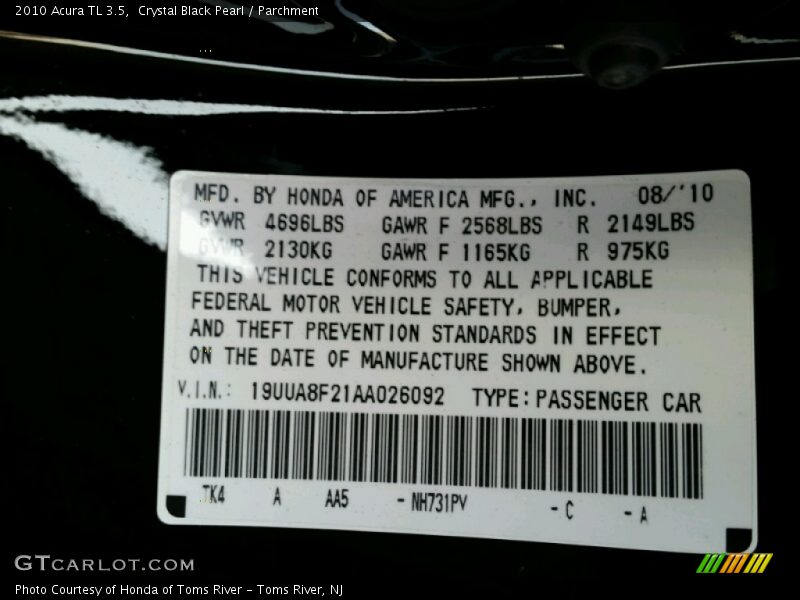 2010 Acura TL 3.5,  Crystal Black Pearl / Parchment
MFD. BY HONDA OF AMERICA MFG., INC. 08/'10
GVWR 4696LBS GAWR F 2568LBS R 2149LBS
GVWR 2130KG GAWR F 1165KG R 975KG
THIS VEHICLE CONFORMS TO ALL APPLICABLE
FEDERAL MOTOR VEHICLE SAFETY, BUMPER,
AND THEFT PREVENTION STANDARDS IN EFFECT
ON THE DATE OF MANUFACTURE SHOWN ABOVE.
V.I.N.: 19UUA8F21AA026092 TYPE:PASSENGER CAR
TK4 A AA5 -NH731PV -C -A
GTCARLOT.COM
Photo Courtesy of Honda of Toms River - Toms River, NJ